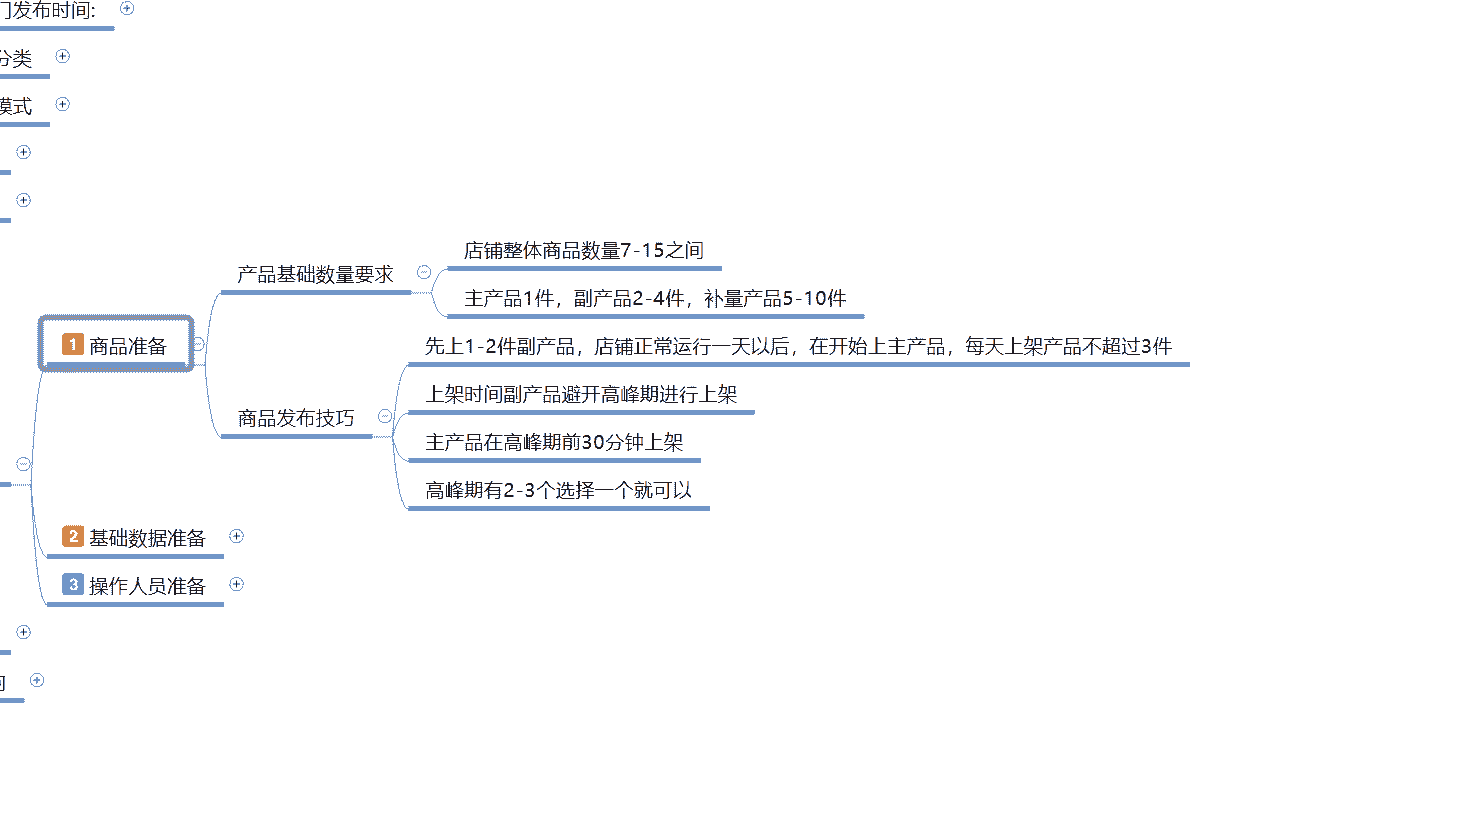 门发布时间:
分类
模式
店铺整体商品数量7-15之间
产品基础数量要求
主产品1件，副产品2-4件，补量产品5-10件
1 商品准备
先上1-2件副产品，店铺正常运行一天以后，在开始上主产品，每天上架产品不超过3件
上架时间副产品避开高峰期进行上架
商品发布技巧
主产品在高峰期前30分钟上架
高峰期有2-3个选择一个就可以
2 基础数据准备
3 操作人员准备